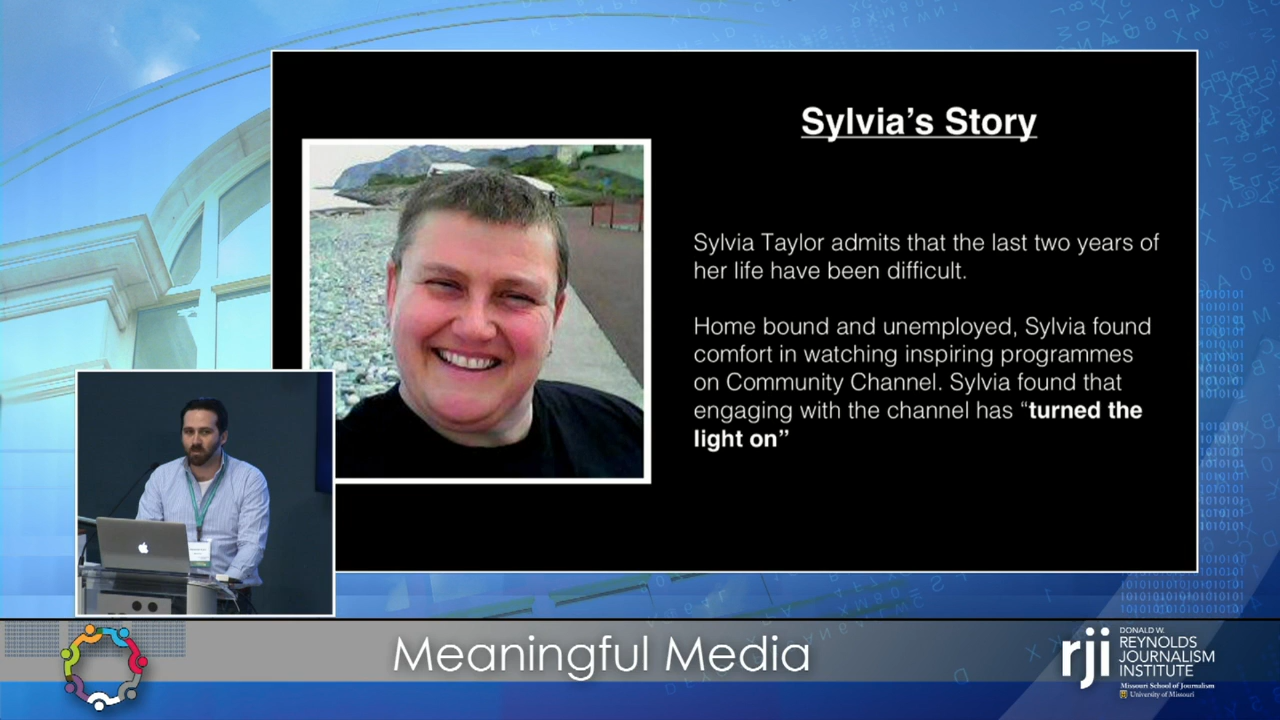 Sylvia's Story
Sylvia Taylor admits that the last two years of
her life have been difficult.
Home bound and unemployed, Sylvia found
comfort in watching inspiring programmes
on Community Channel. Sylvia found that
engaging with the channel has “turned the
light on”
Meaningful Media
rji
DONALD W.
REYNOLDS
JOURNALISM
INSTITUTE
Missouri School of Journalism
University of Missouri